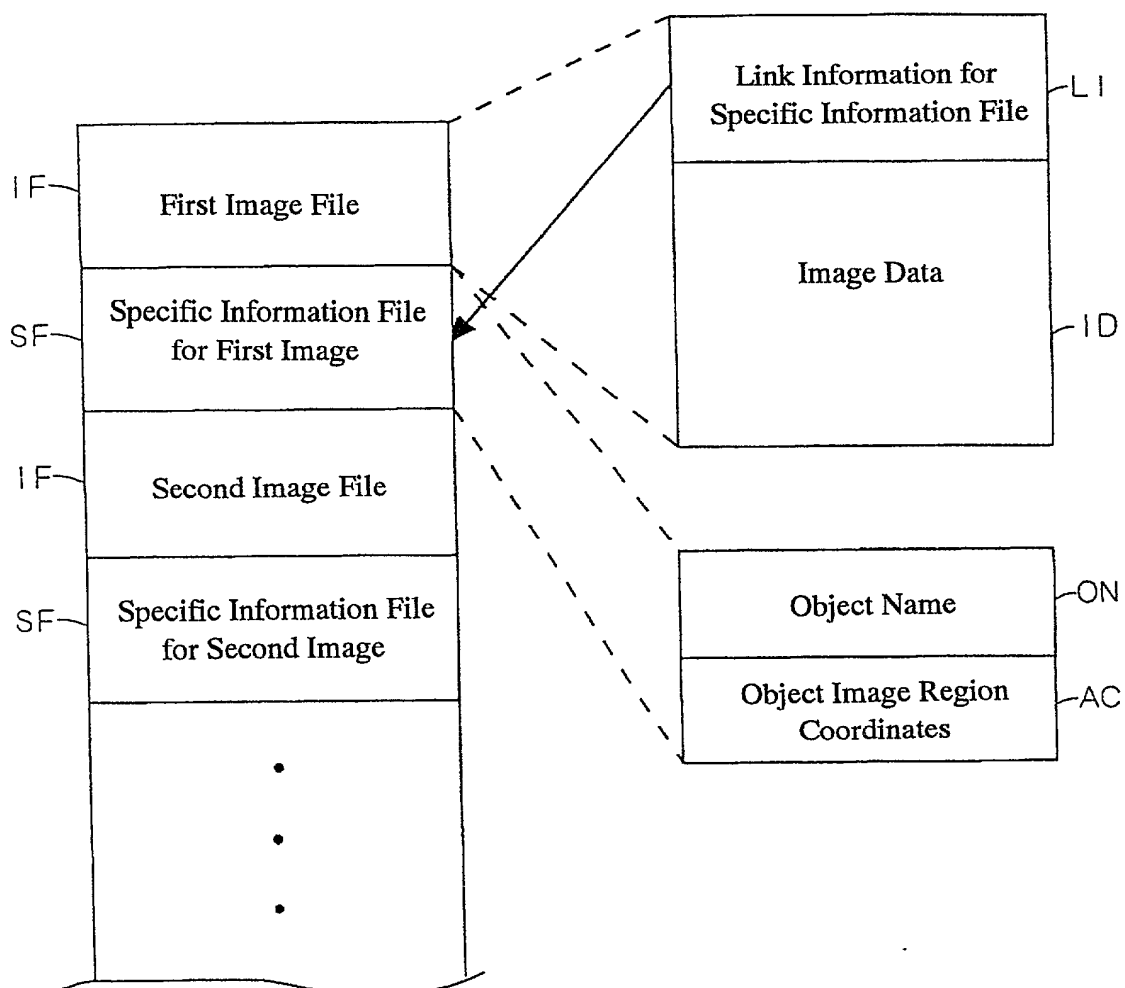 IF
First Image File
SF
Specific Information File
for First Image
IF
Second Image File
SF
Specific Information File
for Second Image
Link Information for
Specific Information File
LI
Image Data
ID
Object Name
ON
Object Image Region
Coordinates
AC